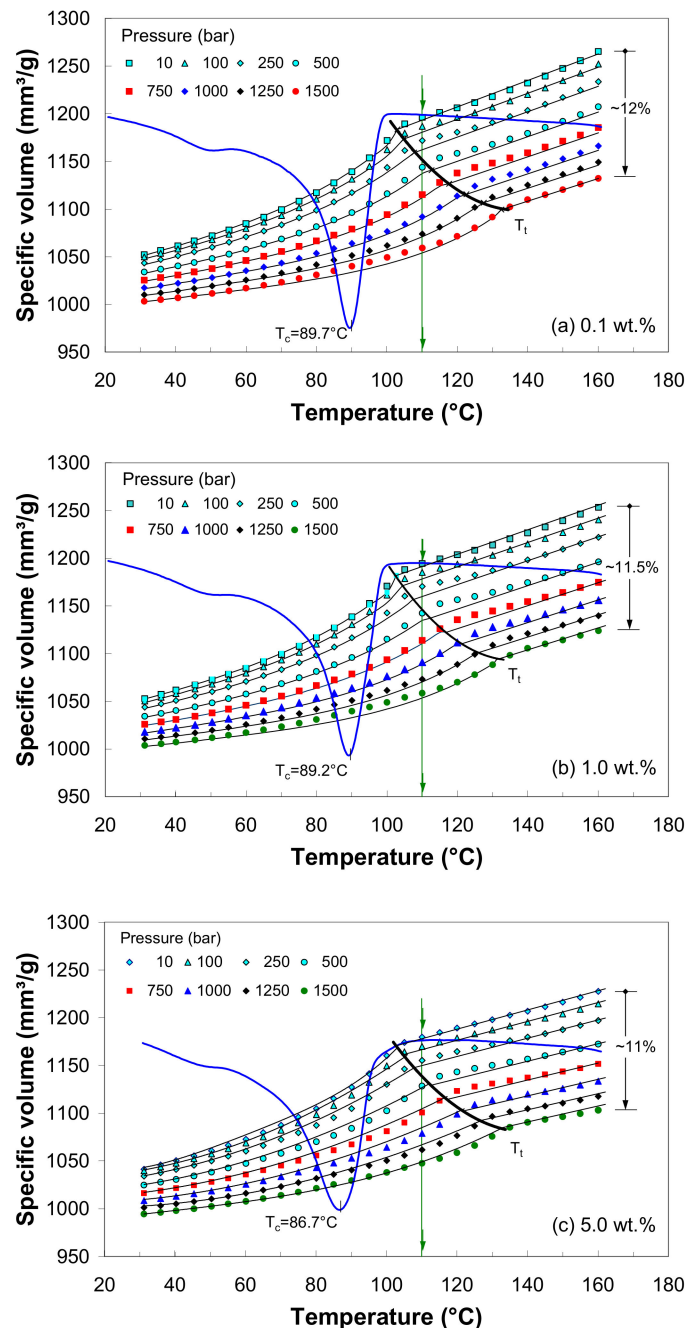 1300
Pressure (bar)
10 100 250 500
750 1000 1250 1500
1250
1200
1150
1100
1050
1000
950
~12%
Tt
Tc=89.7°C
(a) 0.1 wt.%
Specific volume (mm³/g)
20 40 60 80 100 120 140 160 180
Temperature (°C)
1300
Pressure (bar)
10 100 250 500
750 1000 1250 1500
1250
1200
1150
1100
1050
1000
950
~11.5%
Tt
Tc=89.2°C
(b) 1.0 wt.%
Specific volume (mm³/g)
20 40 60 80 100 120 140 160 180
Temperature (°C)
1300
Pressure (bar)
10 100 250 500
750 1000 1250 1500
1250
1200
1150
1100
1050
1000
950
~11%
Tt
Tc=86.7°C
(c) 5.0 wt.%
Specific volume (mm³/g)
20 40 60 80 100 120 140 160 180
Temperature (°C)